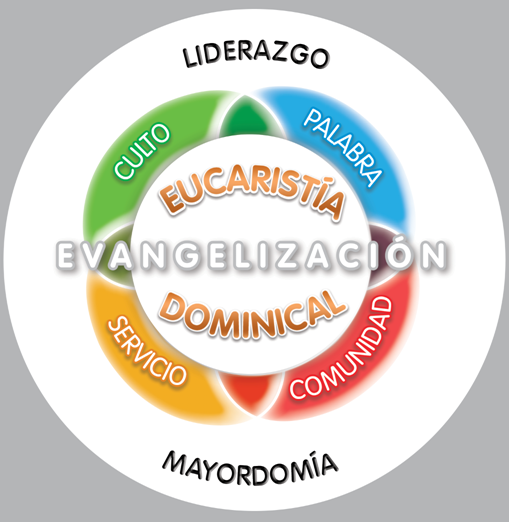 LIDERAZGO
CULTO
PALABRA
EUCARISTÍA
EVANGELIZACIÓN
DOMINICAL
SERVICIO
COMUNIDAD
MAYORDOMÍA